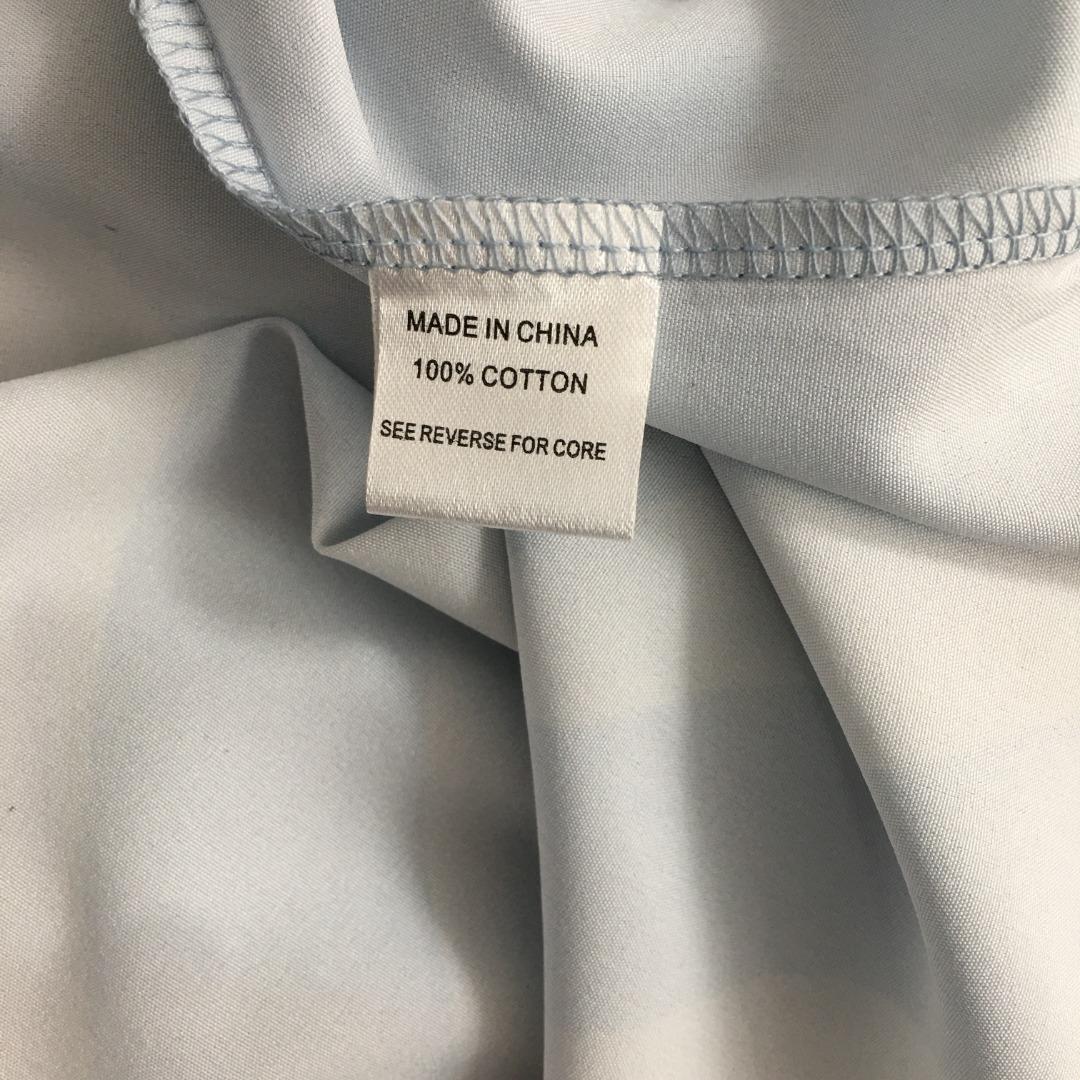 MADE IN CHINA
100% COTTON
SEE REVERSE FOR CORE